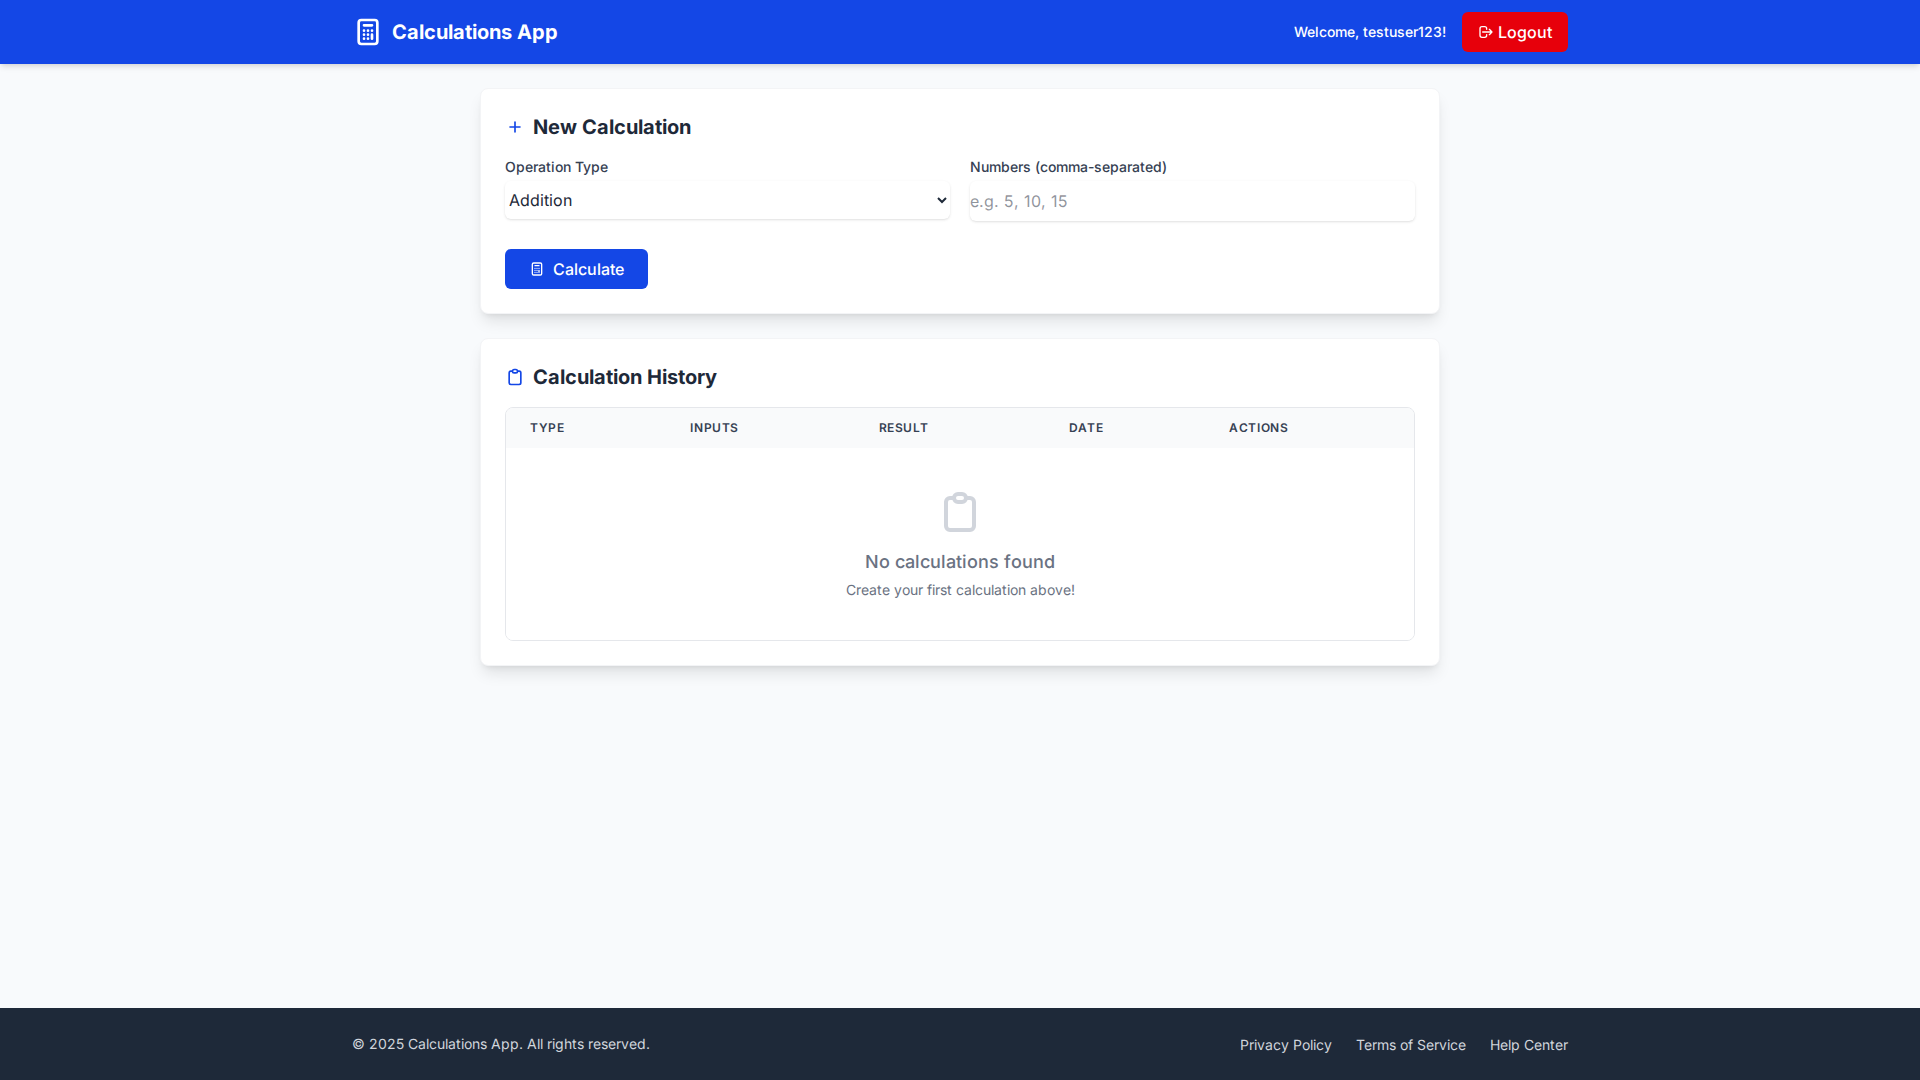 Calculations App
Welcome, testuser123!
Logout
New Calculation
Operation Type
Numbers (comma-separated)
Addition
e.g. 5, 10, 15
Calculate
Calculation History
TYPE INPUTS RESULT DATE ACTIONS
No calculations found
Create your first calculation above!
© 2025 Calculations App. All rights reserved.
Privacy Policy Terms of Service Help Center